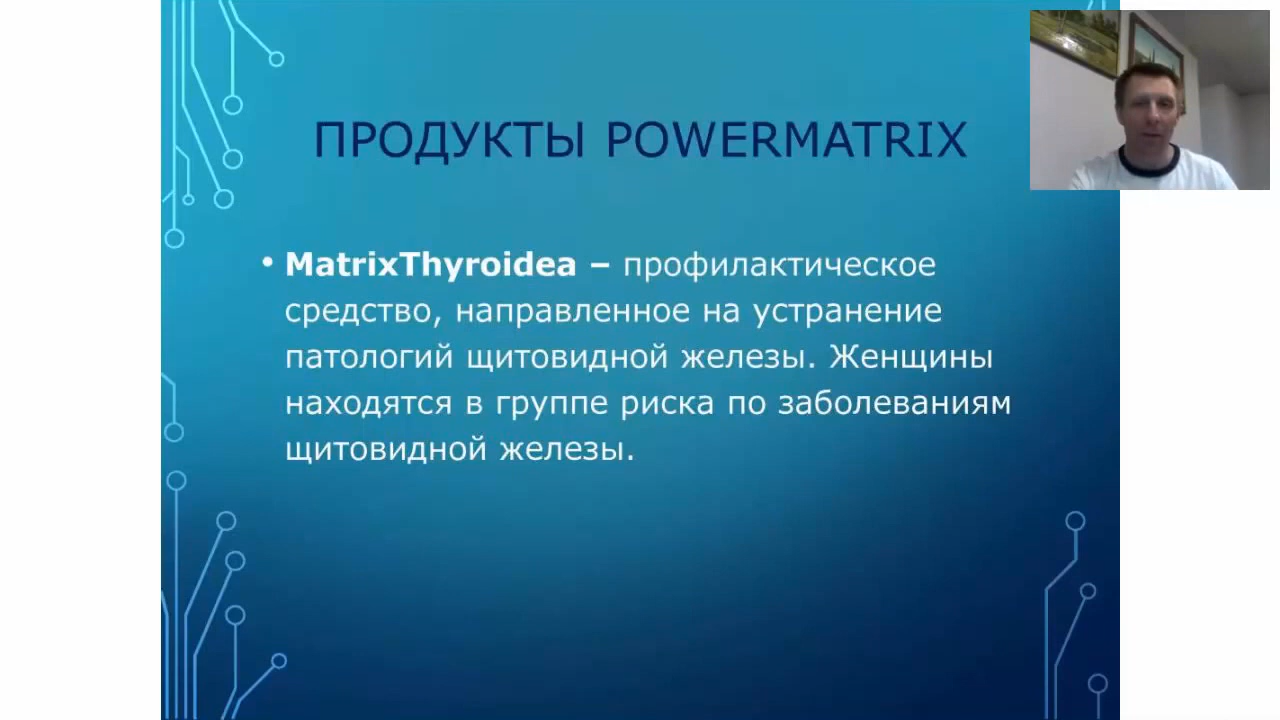 ПРОДУКТЫ POWERMATRIX
• MatrixThyroidea – профилактическое
средство, направленное на устранение
патологий щитовидной железы. Женщины
находятся в группе риска по заболеваниям
щитовидной железы.